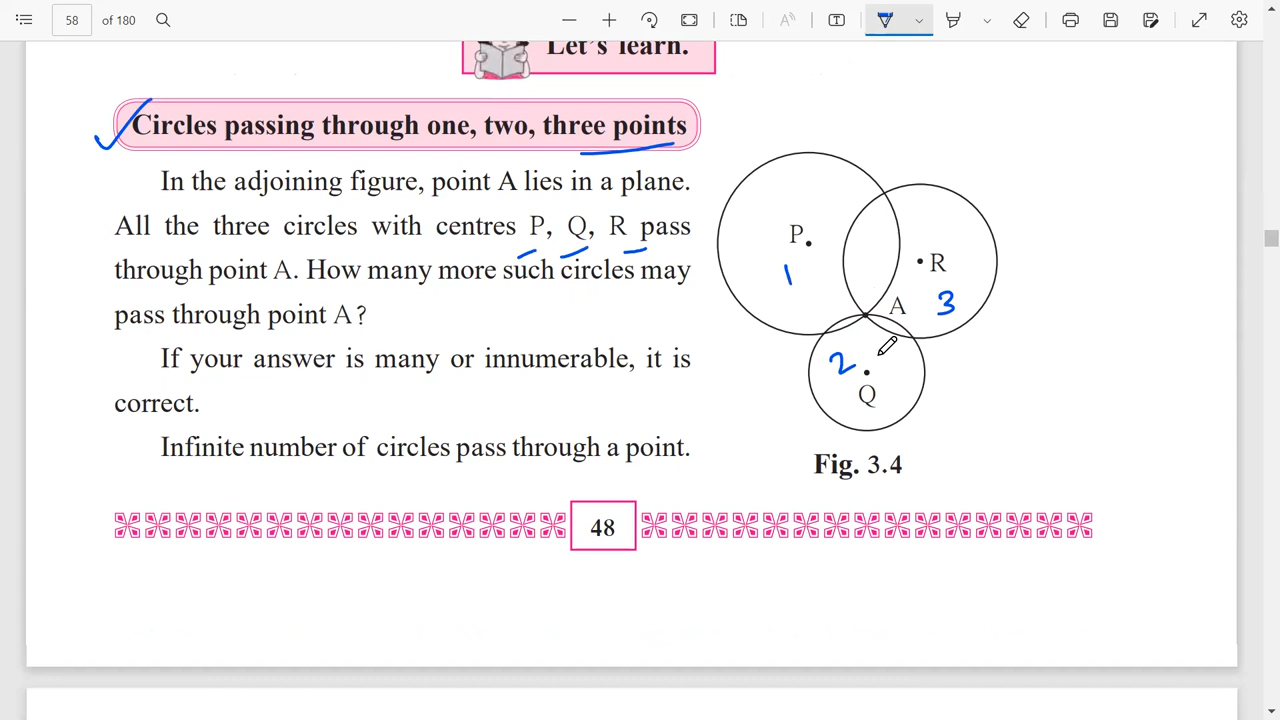 58 of 180
Let's learn.
Circles passing through one, two, three points
In the adjoining figure, point A lies in a plane.
All the three circles with centres P, Q, R pass
through point A. How many more such circles may
pass through point A?
If your answer is many or innumerable, it is
correct.
Infinite number of circles pass through a point.
P
1
R
3
A
2
Q
Fig. 3.4
48